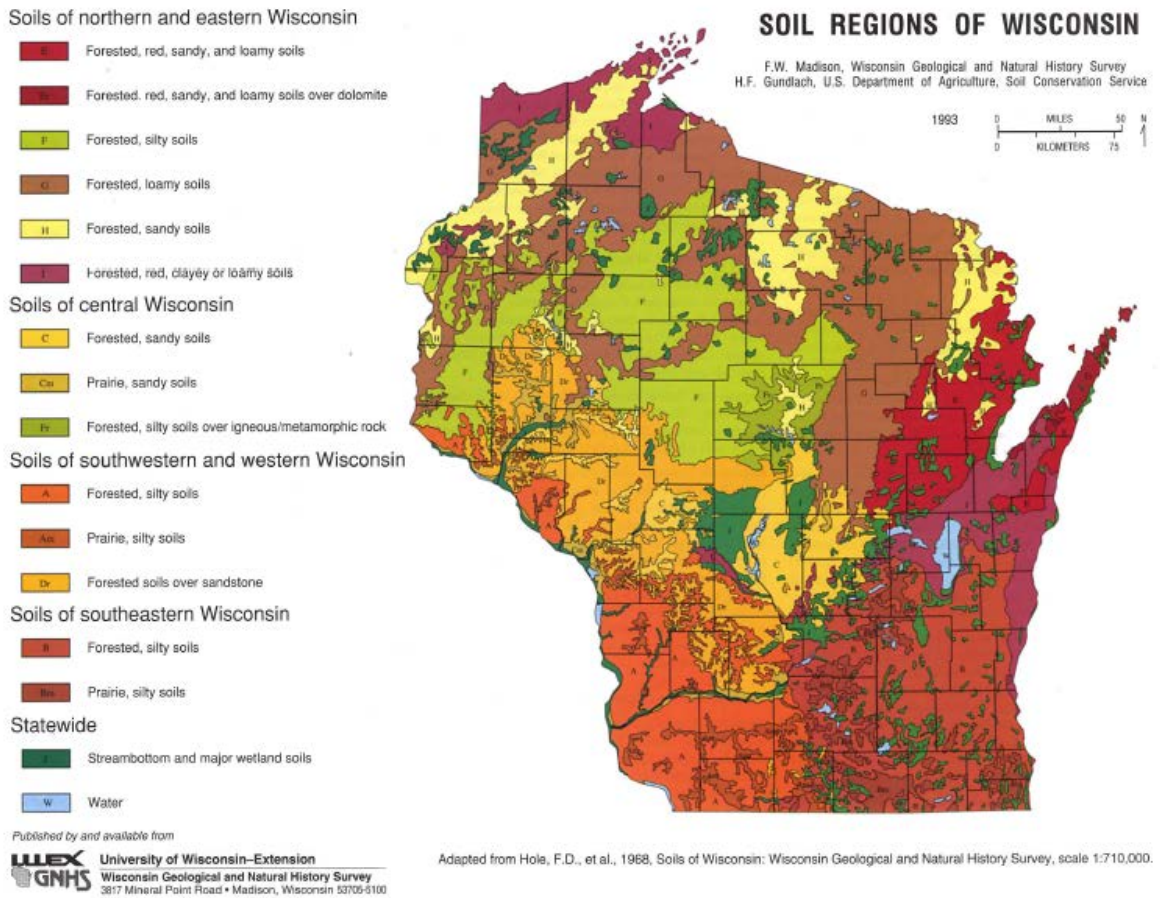 Soils of northern and eastern Wisconsin
E Forested, red, sandy, and loamy soils
Er Forested. red, sandy, and loamy soils over dolomite
F Forested, silty soils
G Forested, loamy soils
H Forested, sandy soils
I Forested, red, clayey or loamy soils
Soils of central Wisconsin
C Forested, sandy soils
Cm Prairie, sandy soils
Fr Forested, silty soils over igneous/metamorphic rock
Soils of southwestern and western Wisconsin
A Forested, silty soils
Am Prairie, silty soils
Dr Forested soils over sandstone
Soils of southeastern Wisconsin
B Forested, silty soils
Bm Prairie, silty soils
Statewide
J Streambottom and major wetland soils
W Water
Published by and available from
UWEX
GNHS
University of Wisconsin–Extension
Wisconsin Geological and Natural History Survey
3817 Mineral Point Road • Madison, Wisconsin 53705-5100
SOIL REGIONS OF WISCONSIN
F.W. Madison, Wisconsin Geological and Natural History Survey
H.F. Gundlach, U.S. Department of Agriculture, Soil Conservation Service
1993
0 MILES 50 N
0 KILOMETERS 75
Adapted from Hole, F.D., et al., 1968, Soils of Wisconsin: Wisconsin Geological and Natural History Survey, scale 1:710,000.